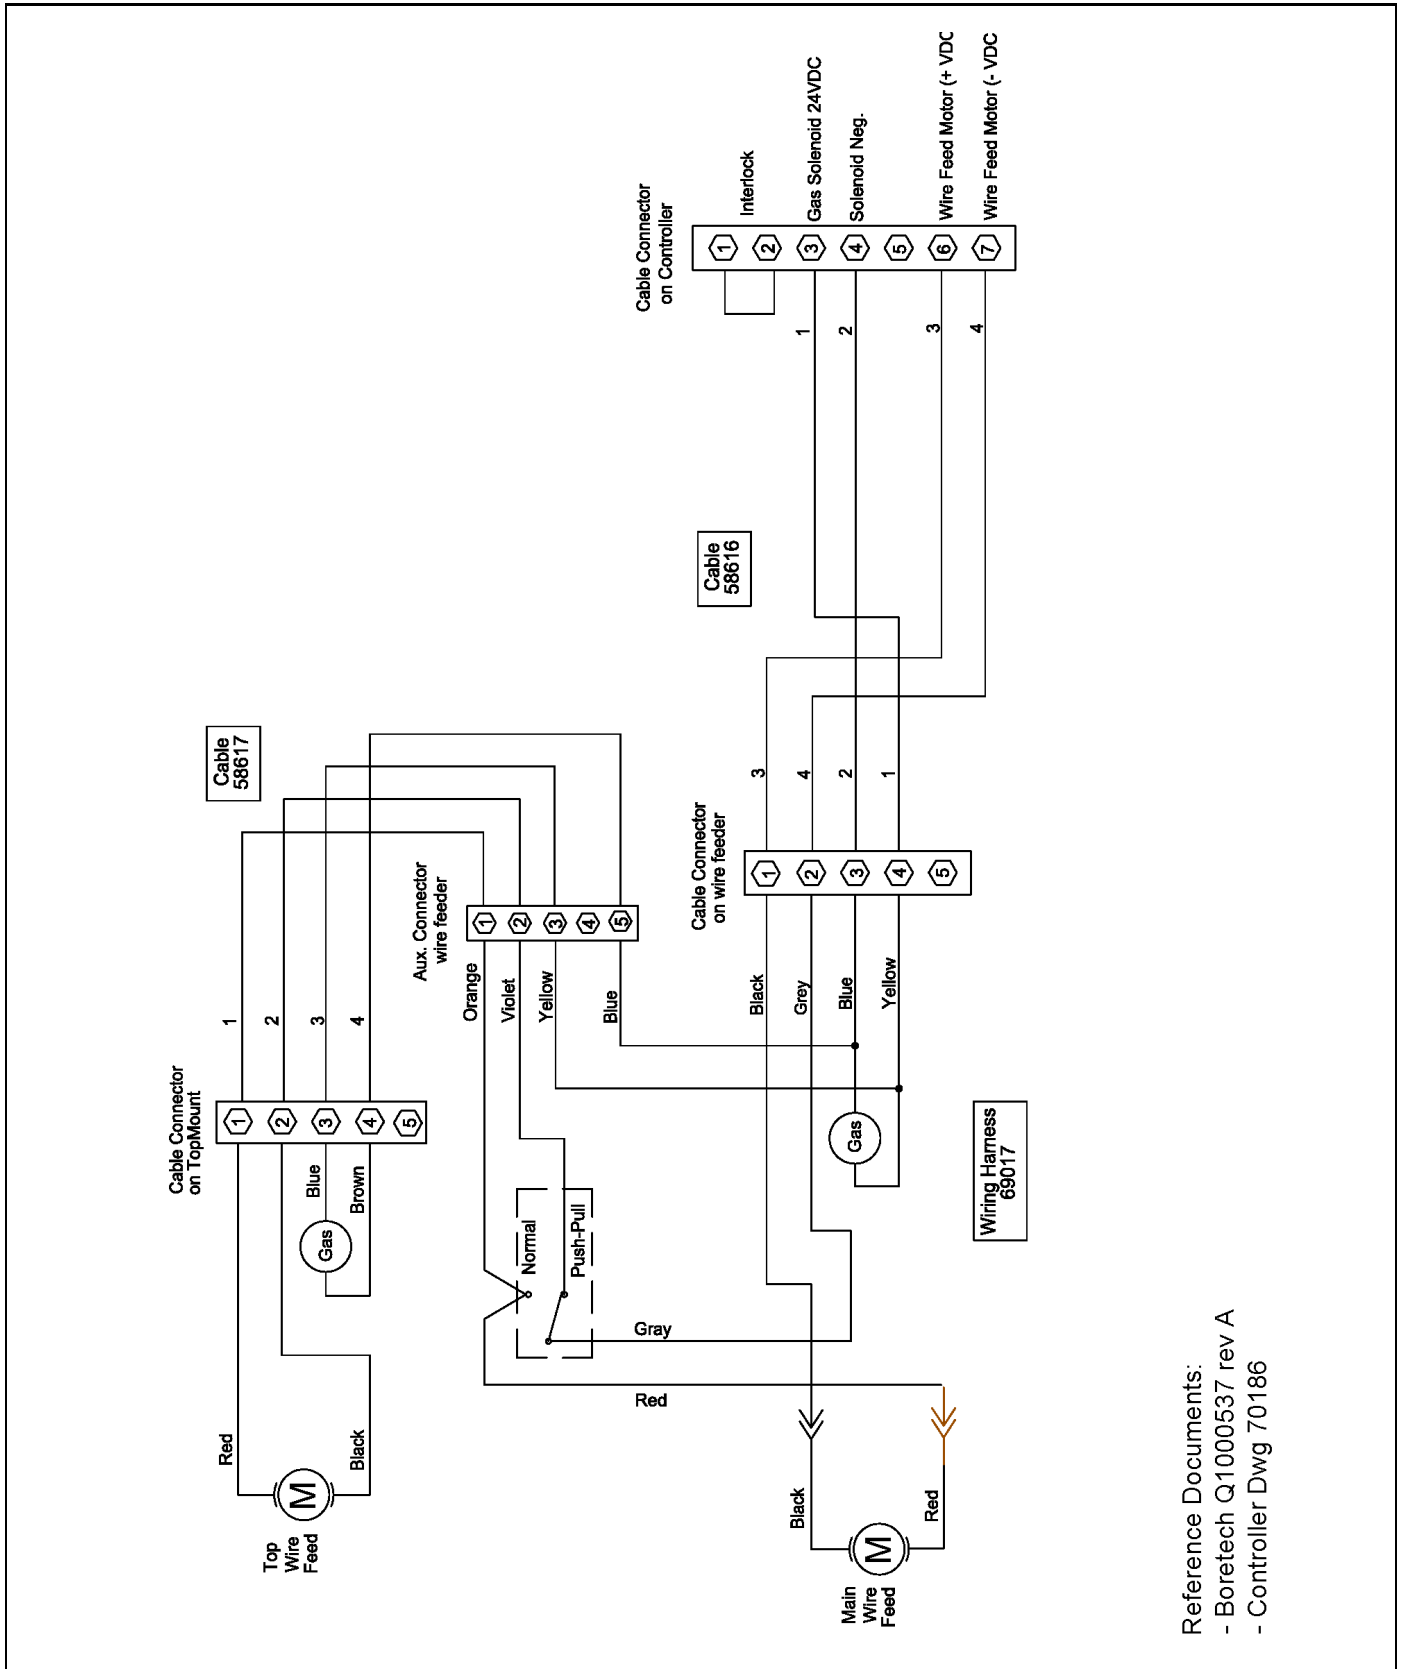 Cable Connector
on TopMount
1
2
3
4
5
1
2
3
4
Cable
58617
Red
Black
Blue
Brown
Gas
M
Top
Wire
Feed
Aux. Connector
wire feeder
1
2
3
4
5
Orange
Violet
Yellow
Blue
Normal
Push-Pull
Gray
Red
Cable Connector
on Controller
1
2
3
4
5
6
7
Interlock
Gas Solenoid 24VDC
Solenoid Neg.
Wire Feed Motor (+ VDC
Wire Feed Motor (- VDC
1
2
3
4
Cable
58616
3
4
2
1
Cable Connector
on wire feeder
1
2
3
4
5
Black
Grey
Blue
Yellow
Gas
Wiring Harness
69017
Black
Red
M
Main
Wire
Feed
Reference Documents:
- Boretech Q1000537 rev A
- Controller Dwg 70186